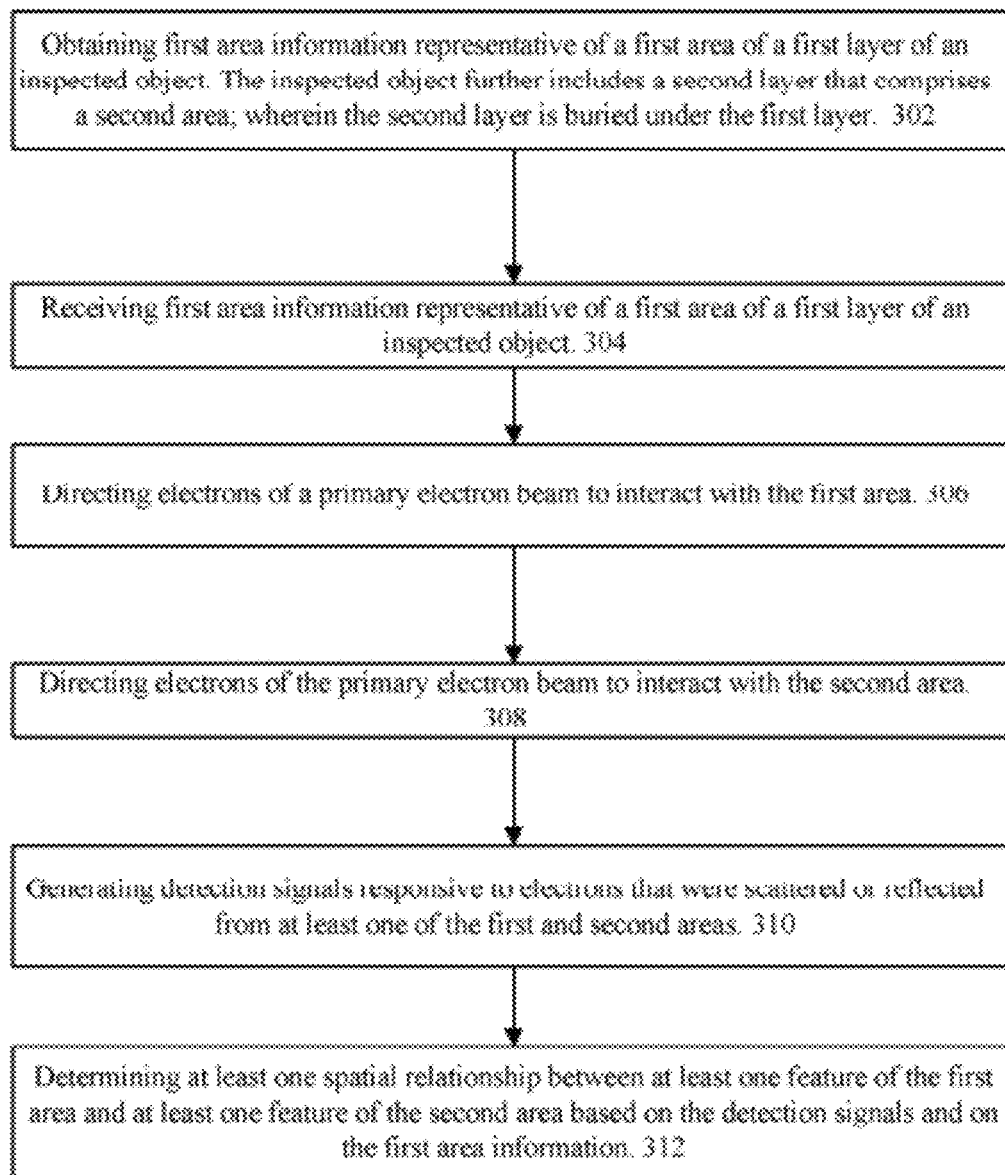 Obtaining first area information representative of a first area of a first layer of an
inspected object. The inspected object further includes a second layer that comprises
a second area; wherein the second layer is buried under the first layer. 302
Receiving first area information representative of a first area of a first layer of an
inspected object. 304
Directing electrons of a primary electron beam to interact with the first area. 306
Directing electrons of the primary electron beam to interact with the second area.
308
Generating detection signals responsive to electrons that were scattered or reflected
from at least one of the first and second areas. 310
Determining at least one spatial relationship between at least one feature of the first
area and at least one feature of the second area based on the detection signals and on
the first area information. 312